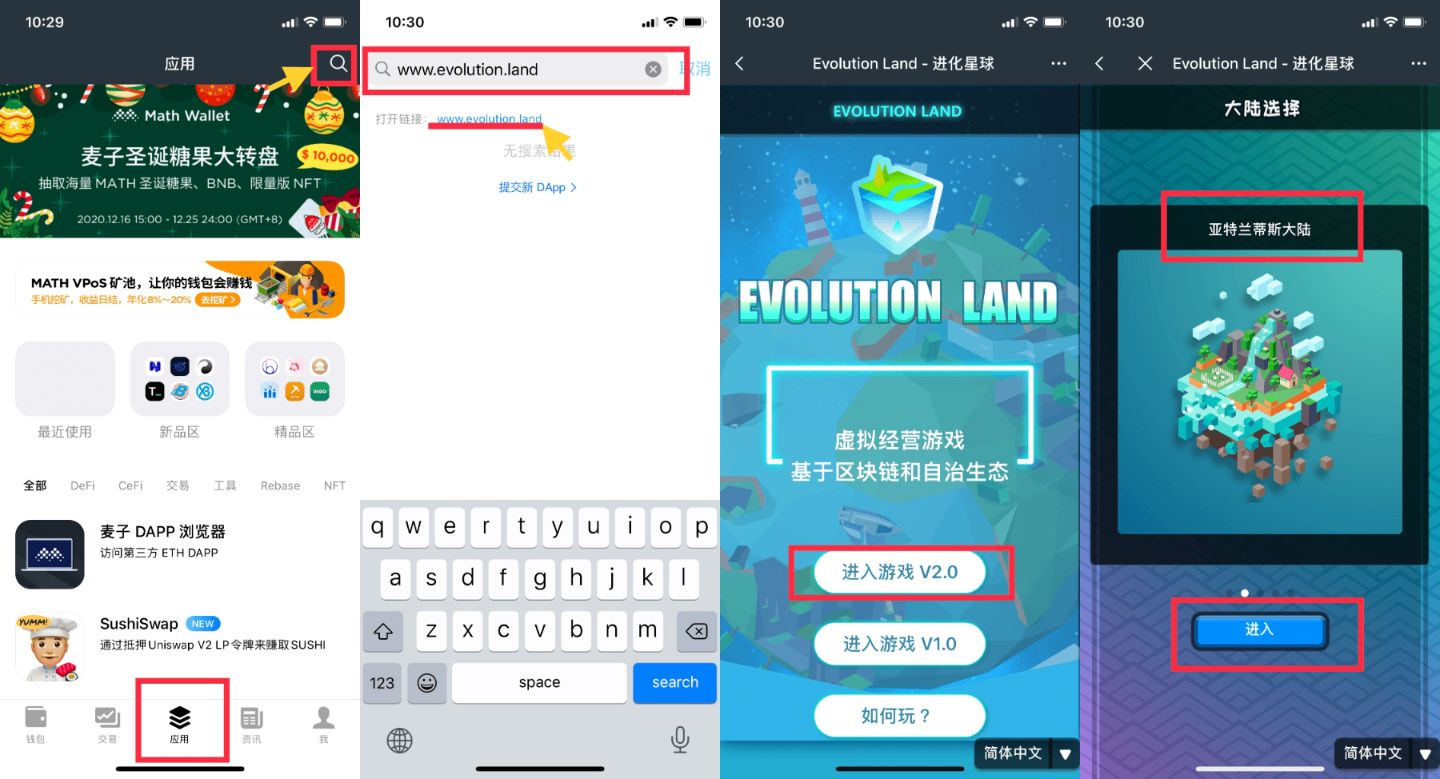 10:29
应用
Math Wallet
麦子圣诞糖果大转盘
$ 10,000
抽取海量 MATH 圣诞糖果、BNB、限量版 NFT
2020.12.16 15:00 - 12.25 24:00 (GMT+8)
MATH VPoS 矿池，让你的钱包会赚钱
手机挖矿，收益日结，年化8%～20%
去挖矿 >
最近使用
新品区
精品区
全部
DeFi
CeFi
交易
工具
Rebase
NFT
麦子 DAPP 浏览器
访问第三方 ETH DAPP
YUMM!
SushiSwap
NEW
通过抵押Uniswap V2 LP令牌来赚取SUSHI
钱包
交易
应用
资讯
我
10:30
www.evolution.land
取消
打开链接：
www.evolution.land
无搜索结果
提交新 DApp >
q w e r t y u i o p
a s d f g h j k l
z x c v b n m
123
space
search
10:30
Evolution Land - 进化星球
EVOLUTION LAND
EVOLUTION LAND
虚拟经营游戏
基于区块链和自治生态
进入游戏 V2.0
进入游戏 V1.0
如何玩？
简体中文
10:30
Evolution Land - 进化星球
大陆选择
亚特兰蒂斯大陆
进入
简体中文